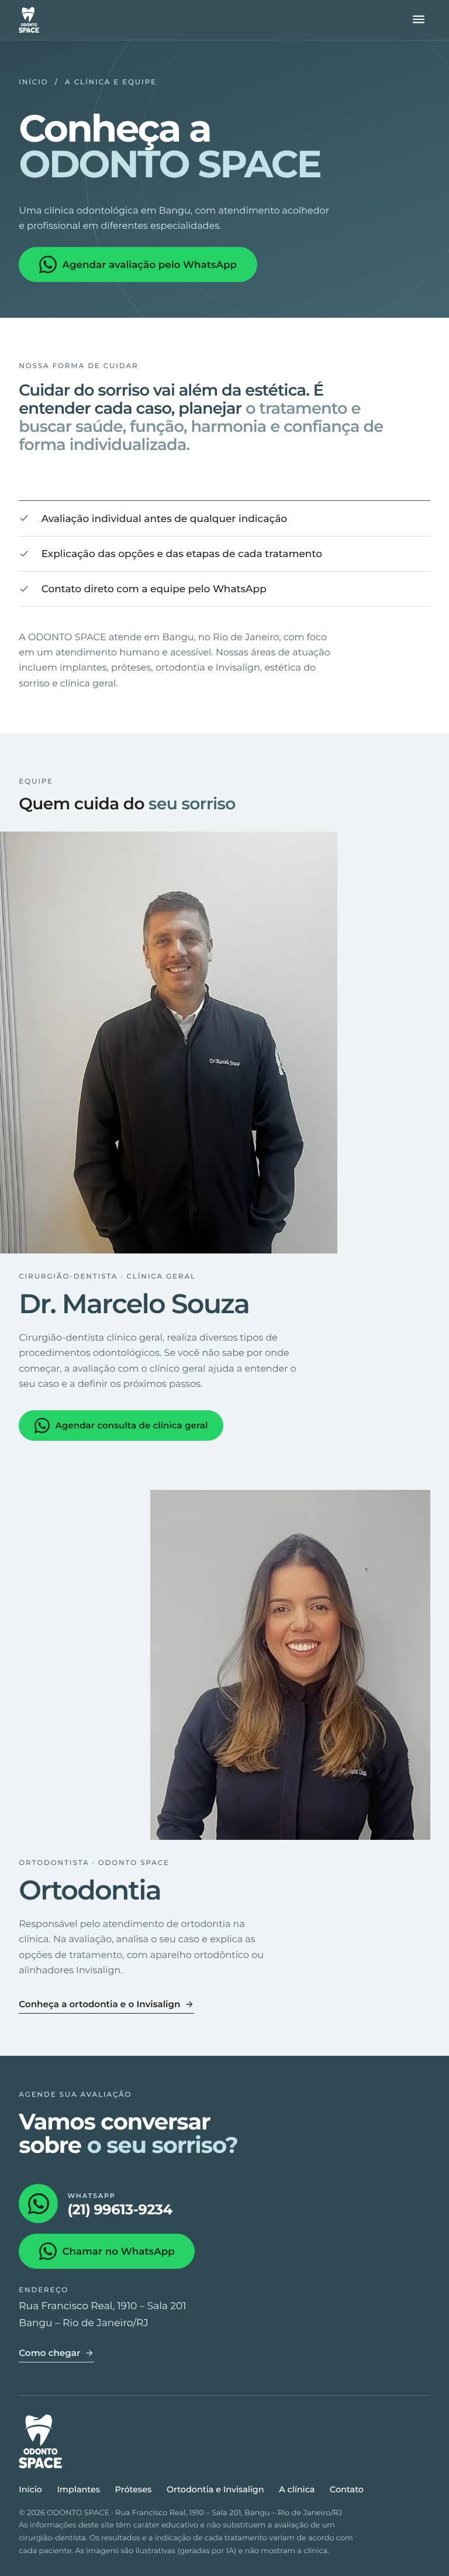 ODONTO
SPACE
INÍCIO / A CLÍNICA E EQUIPE
Conheça a
ODONTO SPACE
Uma clínica odontológica em Bangu, com atendimento acolhedor
e profissional em diferentes especialidades.
Agendar avaliação pelo WhatsApp
NOSSA FORMA DE CUIDAR
Cuidar do sorriso vai além da estética. É
entender cada caso, planejar o tratamento e
buscar saúde, função, harmonia e confiança de
forma individualizada.
Avaliação individual antes de qualquer indicação
Explicação das opções e das etapas de cada tratamento
Contato direto com a equipe pelo WhatsApp
A ODONTO SPACE atende em Bangu, no Rio de Janeiro, com foco
em um atendimento humano e acessível. Nossas áreas de atuação
incluem implantes, próteses, ortodontia e Invisalign, estética do
sorriso e clínica geral.
EQUIPE
Quem cuida do seu sorriso
CIRURGIÃO-DENTISTA · CLÍNICA GERAL
Dr. Marcelo Souza
Cirurgião-dentista clínico geral, realiza diversos tipos de
procedimentos odontológicos. Se você não sabe por onde
começar, a avaliação com o clínico geral ajuda a entender o
seu caso e a definir os próximos passos.
Agendar consulta de clínica geral
ORTODONTISTA · ODONTO SPACE
Ortodontia
Responsável pelo atendimento de ortodontia na
clínica. Na avaliação, analisa o seu caso e explica as
opções de tratamento, com aparelho ortodôntico ou
alinhadores Invisalign.
Conheça a ortodontia e o Invisalign →
AGENDE SUA AVALIAÇÃO
Vamos conversar
sobre o seu sorriso?
WHATSAPP
(21) 99613-9234
Chamar no WhatsApp
ENDEREÇO
Rua Francisco Real, 1910 – Sala 201
Bangu – Rio de Janeiro/RJ
Como chegar →
ODONTO
SPACE
Início Implantes Próteses Ortodontia e Invisalign A clínica Contato
© 2026 ODONTO SPACE · Rua Francisco Real, 1910 – Sala 201, Bangu – Rio de Janeiro/RJ
As informações deste site têm caráter educativo e não substituem a avaliação de um
cirurgião-dentista. Os resultados e a indicação de cada tratamento variam de acordo com
cada paciente. As imagens são ilustrativas (geradas por IA) e não mostram a clínica.